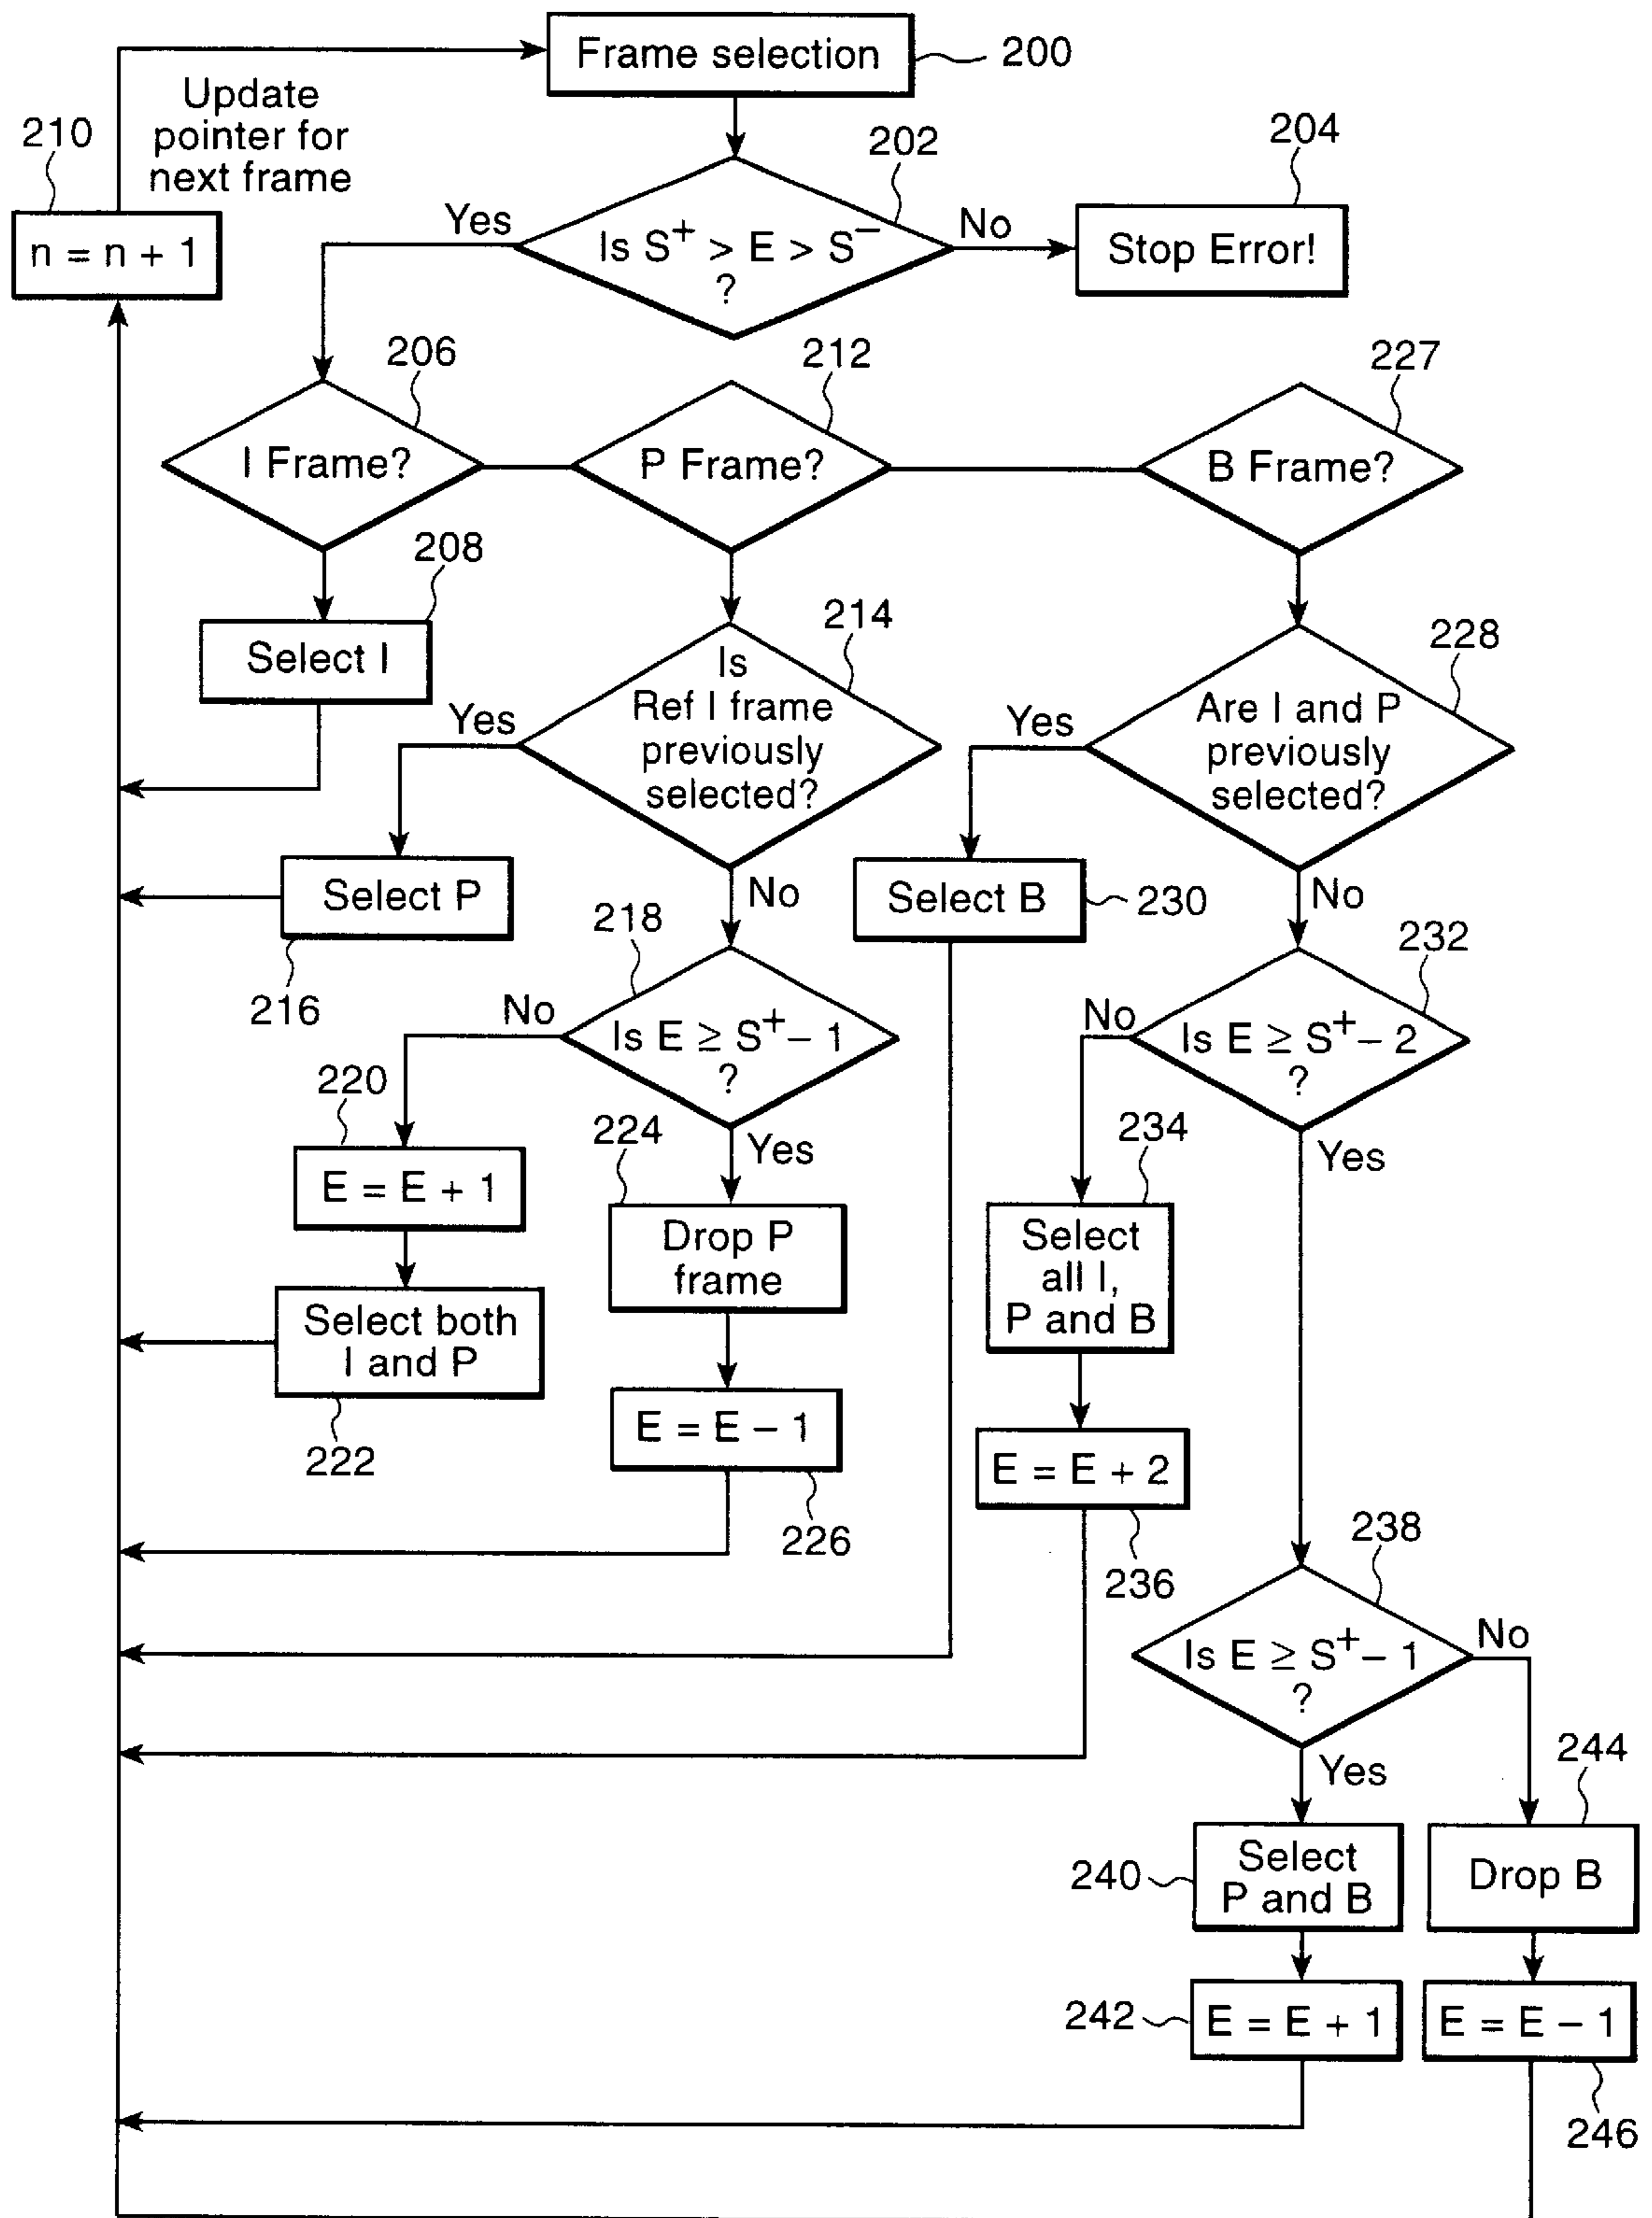 Frame selection
200
Update
pointer for
next frame
210
n = n + 1
202
204
Yes
Is S⁺ > E > S⁻
?
No
Stop Error!
206
212
227
I Frame?
P Frame?
B Frame?
208
Select I
214
228
Is
Ref I frame
previously
selected?
Yes
Are I and P
previously
selected?
Yes
Select P
216
No
Select B
230
No
218
232
No
Is E ≥ S⁺ – 1
?
No
Is E ≥ S⁺ – 2
?
220
E = E + 1
224
Yes
234
Yes
Drop P
frame
Select
all I,
P and B
Select both
I and P
222
E = E – 1
226
E = E + 2
236
238
Is E ≥ S⁺ – 1
?
No
Yes
244
240
Select
P and B
Drop B
242
E = E + 1
E = E – 1
246